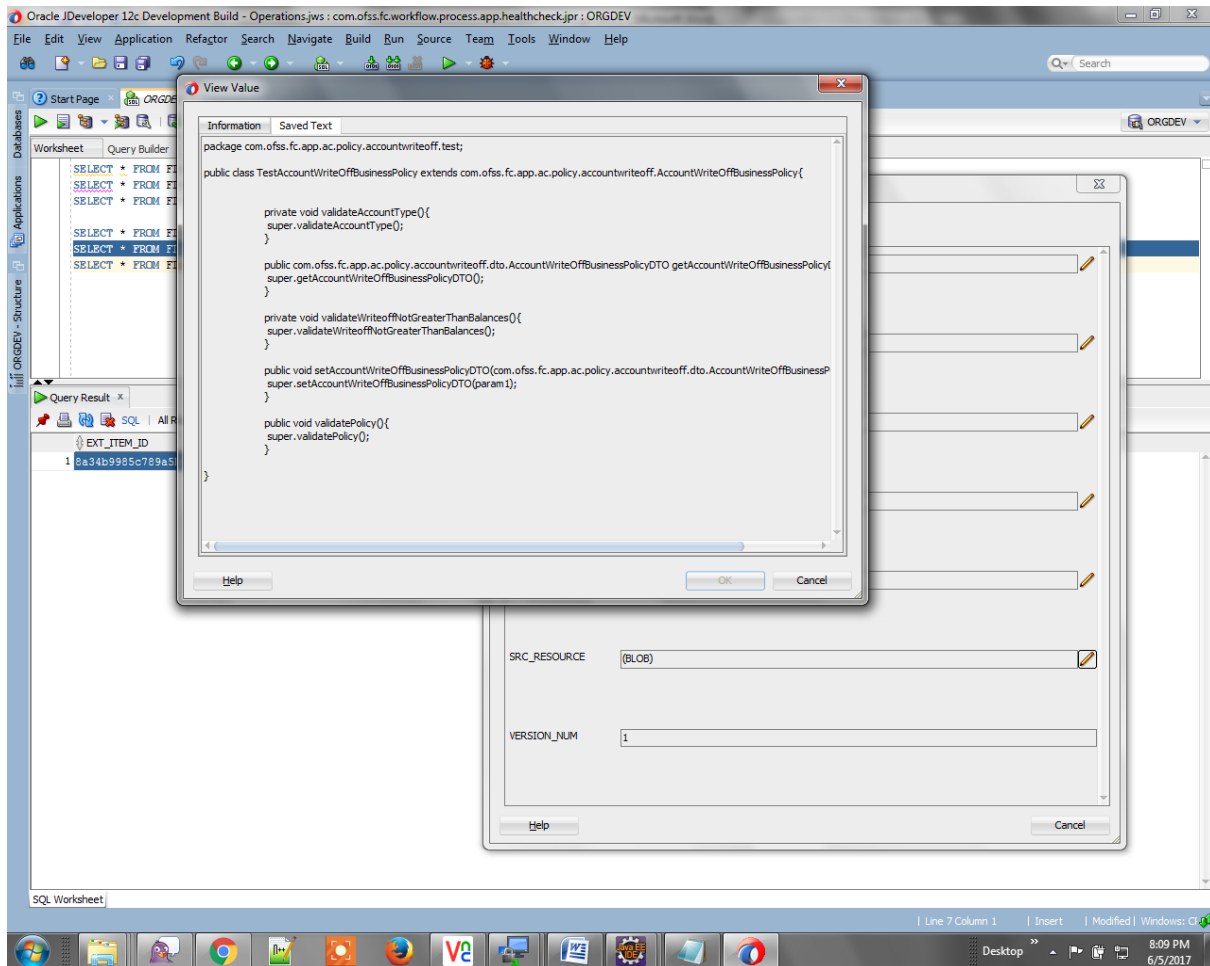 Oracle JDeveloper 12c Development Build - Operations.jws : com.ofss.fc.workflow.process.app.healthcheck.jpr : ORGDEV
File Edit View Application Refactor Search Navigate Build Run Source Team Tools Window Help
Search
Start Page ORGDE
ORGDEV
Databases
Applications
ORGDEV - Structure
Worksheet Query Builder
SELECT * FROM FI
SELECT * FROM FI
SELECT * FROM FI
SELECT * FROM FI
SELECT * FROM FI
SELECT * FROM FI
View Value
Information Saved Text
package com.ofss.fc.app.ac.policy.accountwriteoff.test;
public class TestAccountWriteOffBusinessPolicy extends com.ofss.fc.app.ac.policy.accountwriteoff.AccountWriteOffBusinessPolicy{
private void validateAccountType(){
super.validateAccountType();
}
public com.ofss.fc.app.ac.policy.accountwriteoff.dto.AccountWriteOffBusinessPolicyDTO getAccountWriteOffBusinessPolicyD
super.getAccountWriteOffBusinessPolicyDTO();
}
private void validateWriteoffNotGreaterThanBalances(){
super.validateWriteoffNotGreaterThanBalances();
}
public void setAccountWriteOffBusinessPolicyDTO(com.ofss.fc.app.ac.policy.accountwriteoff.dto.AccountWriteOffBusinessP
super.setAccountWriteOffBusinessPolicyDTO(param1);
}
public void validatePolicy(){
super.validatePolicy();
}
}
Help OK Cancel
Query Result x
SQL | All R
EXT_ITEM_ID
1 8a34b9985c789a5
SRC_RESOURCE (BLOB)
VERSION_NUM 1
Help Cancel
SQL Worksheet
| Line 7 Column 1 | Insert | Modified | Windows: C
Desktop 8:09 PM
6/5/2017